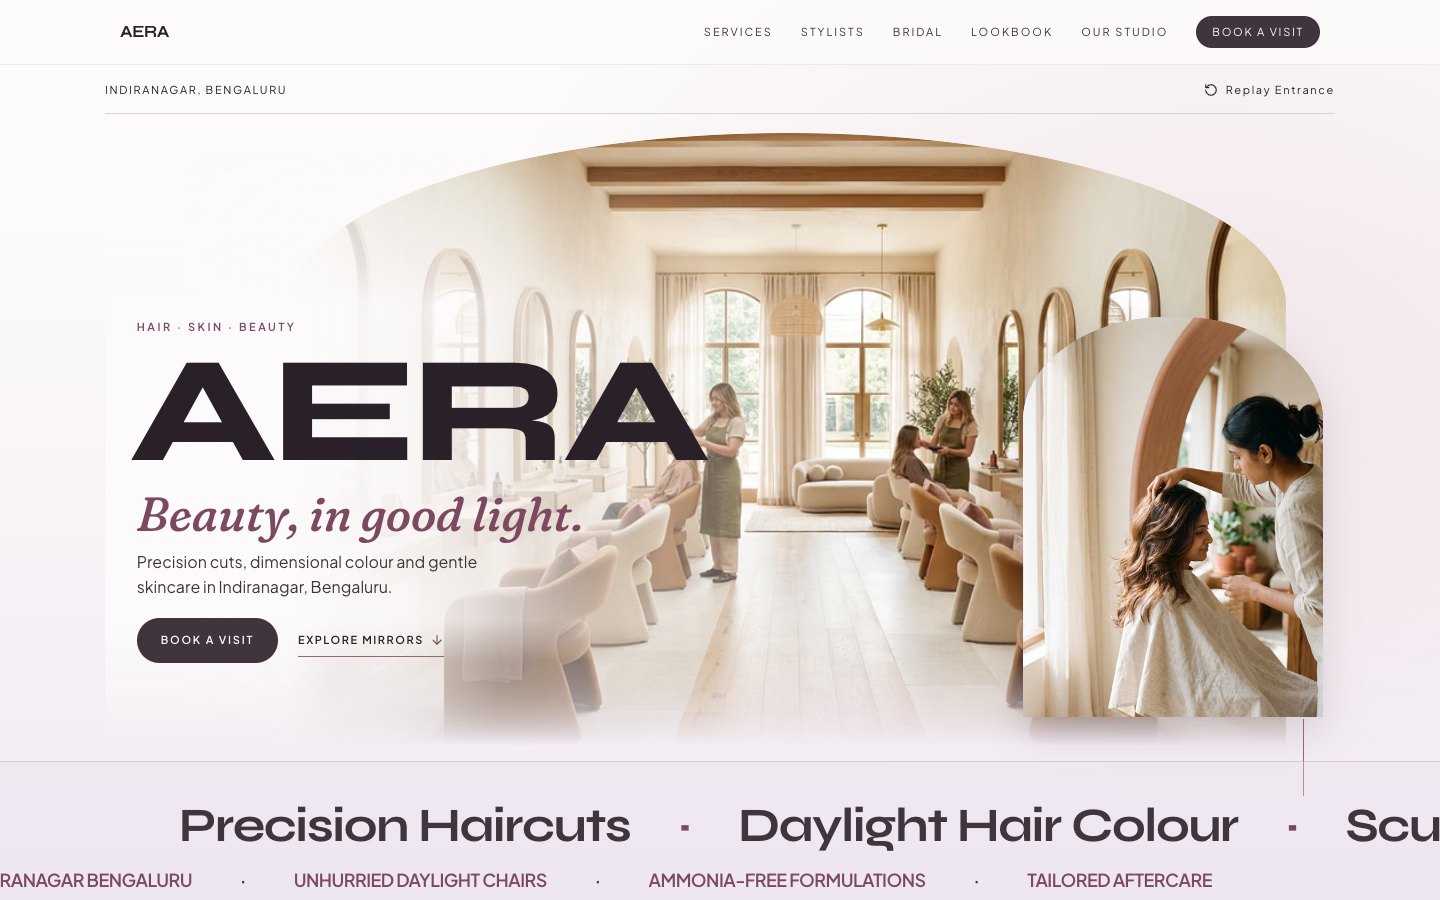 AERA
SERVICES STYLISTS BRIDAL LOOKBOOK OUR STUDIO BOOK A VISIT
INDIRANAGAR, BENGALURU
Replay Entrance
HAIR · SKIN · BEAUTY
AERA
Beauty, in good light.
Precision cuts, dimensional colour and gentle
skincare in Indiranagar, Bengaluru.
BOOK A VISIT EXPLORE MIRRORS ↓
Precision Haircuts · Daylight Hair Colour · Scu
RANAGAR BENGALURU · UNHURRIED DAYLIGHT CHAIRS · AMMONIA-FREE FORMULATIONS · TAILORED AFTERCARE